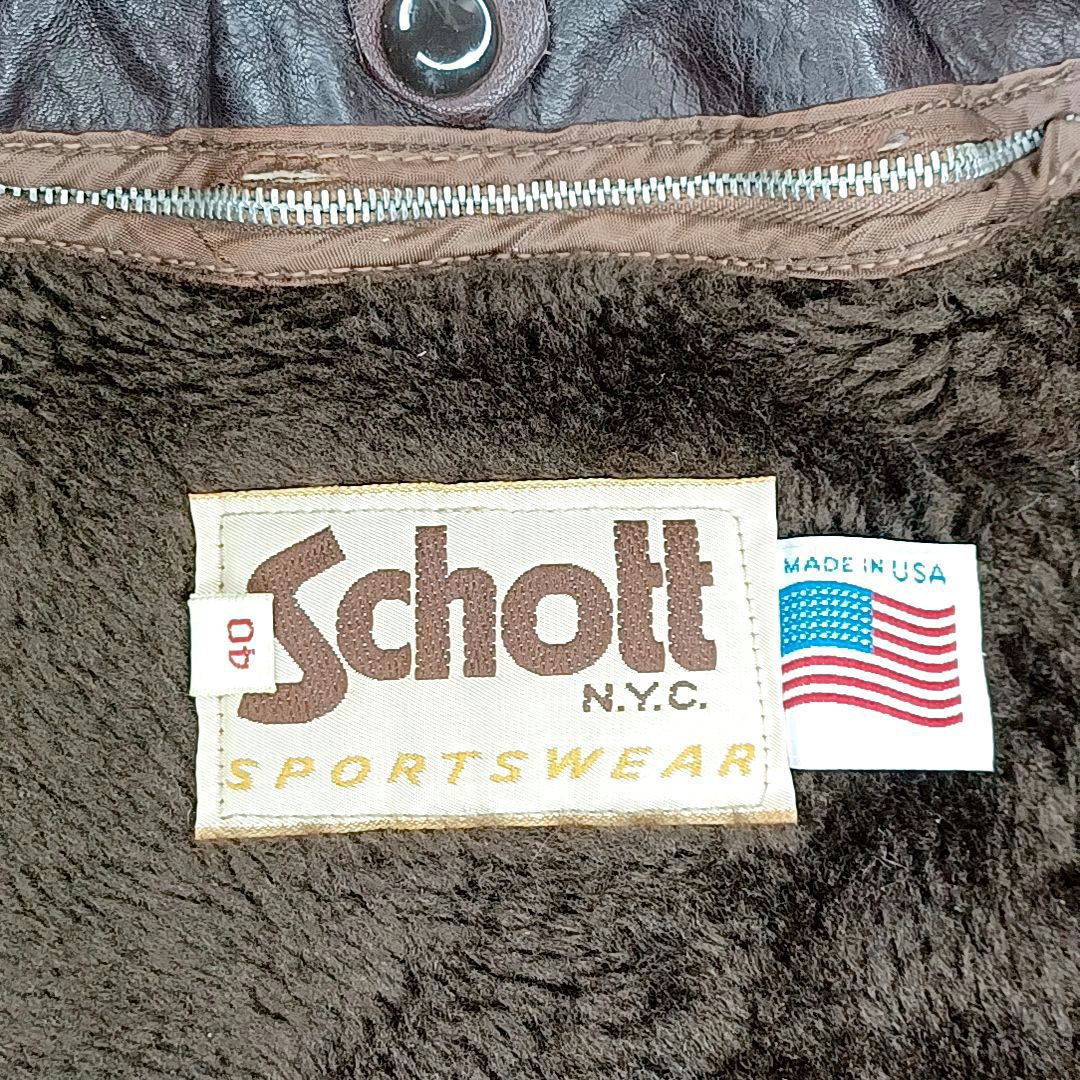 Schott
N.Y.C.
SPORTSWEAR
40
MADE IN USA